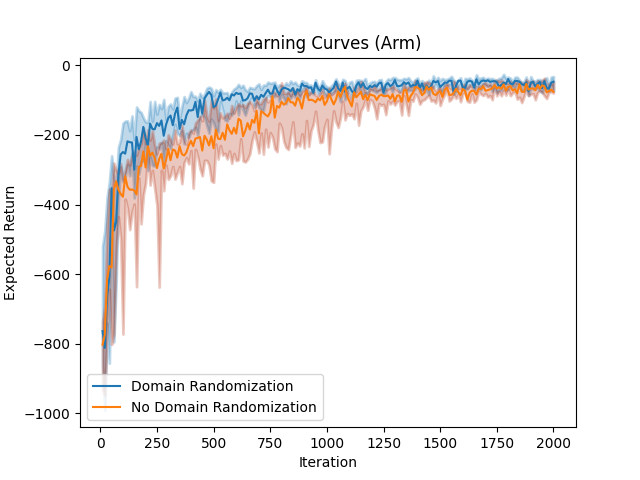 Learning Curves (Arm)
Expected Return
0
−200
−400
−600
−800
−1000
Domain Randomization
No Domain Randomization
0 250 500 750 1000 1250 1500 1750 2000
Iteration